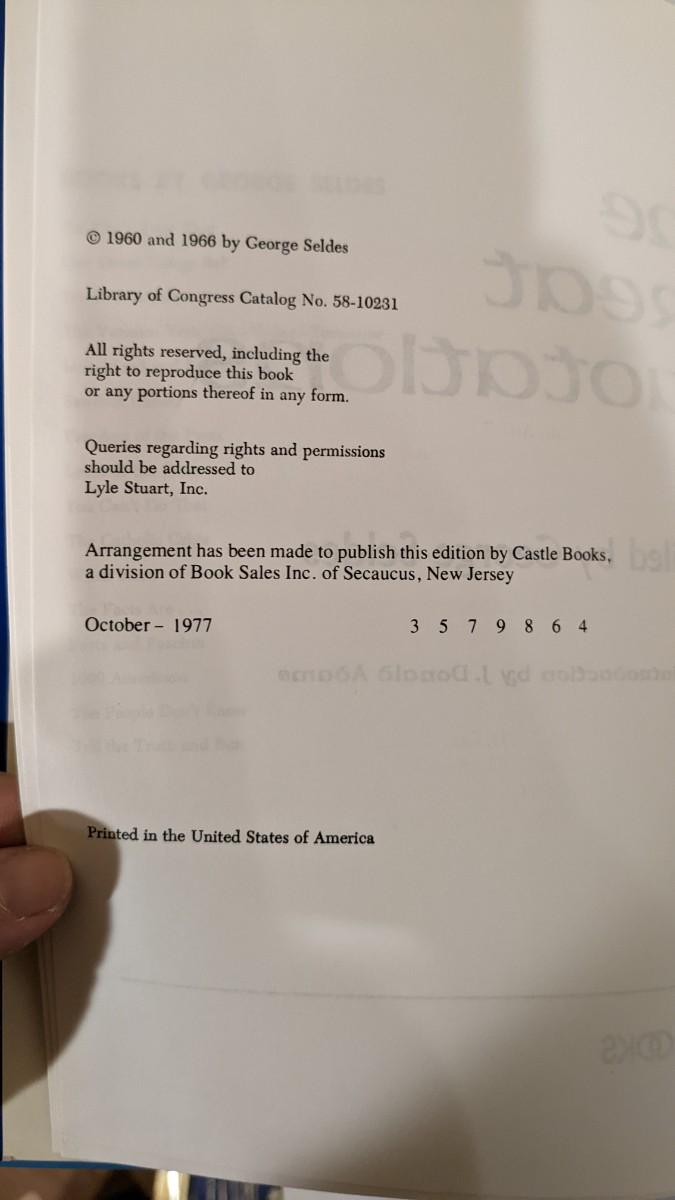 © 1960 and 1966 by George Seldes
Library of Congress Catalog No. 58-10231
All rights reserved, including the
right to reproduce this book
or any portions thereof in any form.
Queries regarding rights and permissions
should be addressed to
Lyle Stuart, Inc.
Arrangement has been made to publish this edition by Castle Books,
a division of Book Sales Inc. of Secaucus, New Jersey
October – 1977 3 5 7 9 8 6 4
Printed in the United States of America